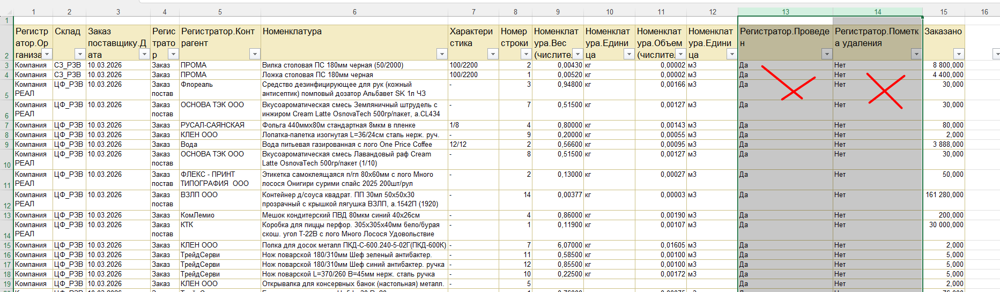 1 2 3 4 5 6 7 8 9 10 11 12 13 14 15 16
1
2 Регистратор.Организа Склад Заказ поставщику.Дата Регистратор Регистратор.Контрагент Номенклатура Характеристика Номер строки Номенклатура.Вес (числите. Номенклатура.Единица Номенклатура.Объем (числите. Номенклатура.Единица Регистратор.Проведен Регистратор.Пометка удаления Заказано
3 Компания СЗ_РЗВ 10.03.2026 Заказ ПРОМА Вилка столовая ПС 180мм черная (50/2000) 100/2200 2 0,00430 кг 0,00002 м3 Да Нет 8 800,000
4 Компания СЗ_РЗВ 10.03.2026 Заказ ПРОМА Ложка столовая ПС 180мм черная 100/2200 1 0,00520 кг 0,00002 м3 Да Нет 4 400,000
5 Компания РЕАЛ ЦФ_РЗВ 10.03.2026 Заказ постав Флореаль Средство дезинфицирующее для рук (кожный антисептик) помповый дозатор Альбавет SK 1л ЧЗ - 3 0,94800 кг 0,00166 м3 Да Нет 30,000
6 Компания РЕАЛ ЦФ_РЗВ 10.03.2026 Заказ постав ОСНОВА ТЭК ООО Вкусоароматическая смесь Земляничный штрудель с инжиром Cream Latte OsnovaTech 500гр/пакет, а.CL434 - 7 0,51500 кг 0,00127 м3 Да Нет 30,000
7 Компания ЦФ_РЗВ 10.03.2026 Заказ РУСАЛ-САЯНСКАЯ Фольга 440ммх80м стандартная 8мкм в пленке 1/8 4 0,80000 кг 0,00143 м3 Да Нет 80,000
8 Компания ЦФ_РЗВ 10.03.2026 Заказ КЛЕН ООО Лопатка-палетка изогнутая L=36/24см сталь нерж. руч. - 9 0,20000 кг 0,00055 м3 Да Нет 2,000
9 Компания ЦФ_РЗВ 10.03.2026 Заказ Вода Вода питьевая газированная с лого One Price Coffee 12/12 2 0,56600 кг 0,00095 м3 Да Нет 3 888,000
10 Компания РЕАЛ ЦФ_РЗВ 10.03.2026 Заказ постав ОСНОВА ТЭК ООО Вкусоароматическая смесь Лавандовый раф Cream Latte OsnovaTech 500гр/пакет (1/10) - 8 0,51500 кг 0,00127 м3 Да Нет 30,000
11 Компания РЕАЛ ЦФ_РЗВ 10.03.2026 Заказ постав ФЛЕКС - ПРИНТ ТИПОГРАФИЯ ООО Этикетка самоклеящаяся п/гл 80х60мм с лого Много лосося Онигири сурими спайс 2025 200шт/рул - 2 0,13000 кг 0,00027 м3 Да Нет 50,000
12 Компания РЕАЛ ЦФ_РЗВ 10.03.2026 Заказ постав ВЗЛП ООО Контейнер д/соуса квадрат. ПП 30мл 50х50х30 прозрачный с крышкой лягушка ВЗЛП, а.1542П (1920) - 14 0,00377 кг 0,00003 м3 Да Нет 161 280,000
13 Компания ЦФ_РЗВ 10.03.2026 Заказ КомЛемио Мешок кондитерский ПВД 80мкм синий 40х26см - 4 0,86000 кг 0,00190 м3 Да Нет 200,000
14 Компания РЕАЛ ЦФ_РЗВ 10.03.2026 Заказ постав КТК Коробка для пиццы перфор. 305х305х40мм бело/бурая скош. угол Т-22В с лого Много Лосося Удовольствие - 1 0,11900 кг 0,00107 м3 Да Нет 30 000,000
15 Компания ЦФ_РЗВ 10.03.2026 Заказ КЛЕН ООО Полка для досок металл ПКД-С-600.240-5-02Г(ПКД-600К) - 7 6,07000 кг 0,01605 м3 Да Нет 2,000
16 Компания ЦФ_РЗВ 10.03.2026 Заказ ТрейдСерви Нож поварской 180/310мм Шеф зеленый антибактер. - 11 0,58500 кг 0,00100 м3 Да Нет 5,000
17 Компания ЦФ_РЗВ 10.03.2026 Заказ ТрейдСерви Нож поварской 180/310мм Шеф синий антибактер. ручка - 12 0,85500 кг 0,00100 м3 Да Нет 5,000
18 Компания ЦФ_РЗВ 10.03.2026 Заказ ТрейдСерви Нож поварской L=370/260 B=45мм нерж. сталь ручка - 10 0,22500 кг 0,00172 м3 Да Нет 5,000
19 Компания ЦФ_РЗВ 10.03.2026 Заказ КЛЕН ООО Открывалка для консервных банок (настольная) металл. - 5 Да Нет 2,000